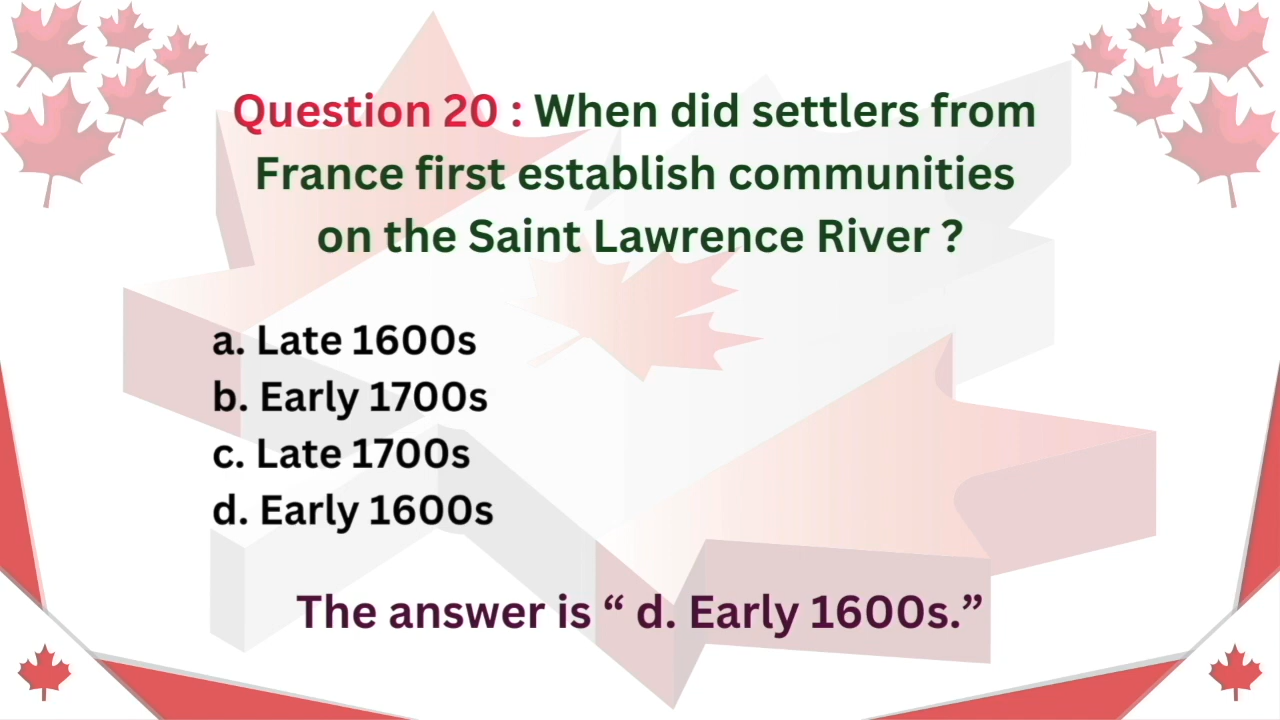 Question 20 : When did settlers from
France first establish communities
on the Saint Lawrence River ?
a. Late 1600s
b. Early 1700s
c. Late 1700s
d. Early 1600s
The answer is “ d. Early 1600s.”